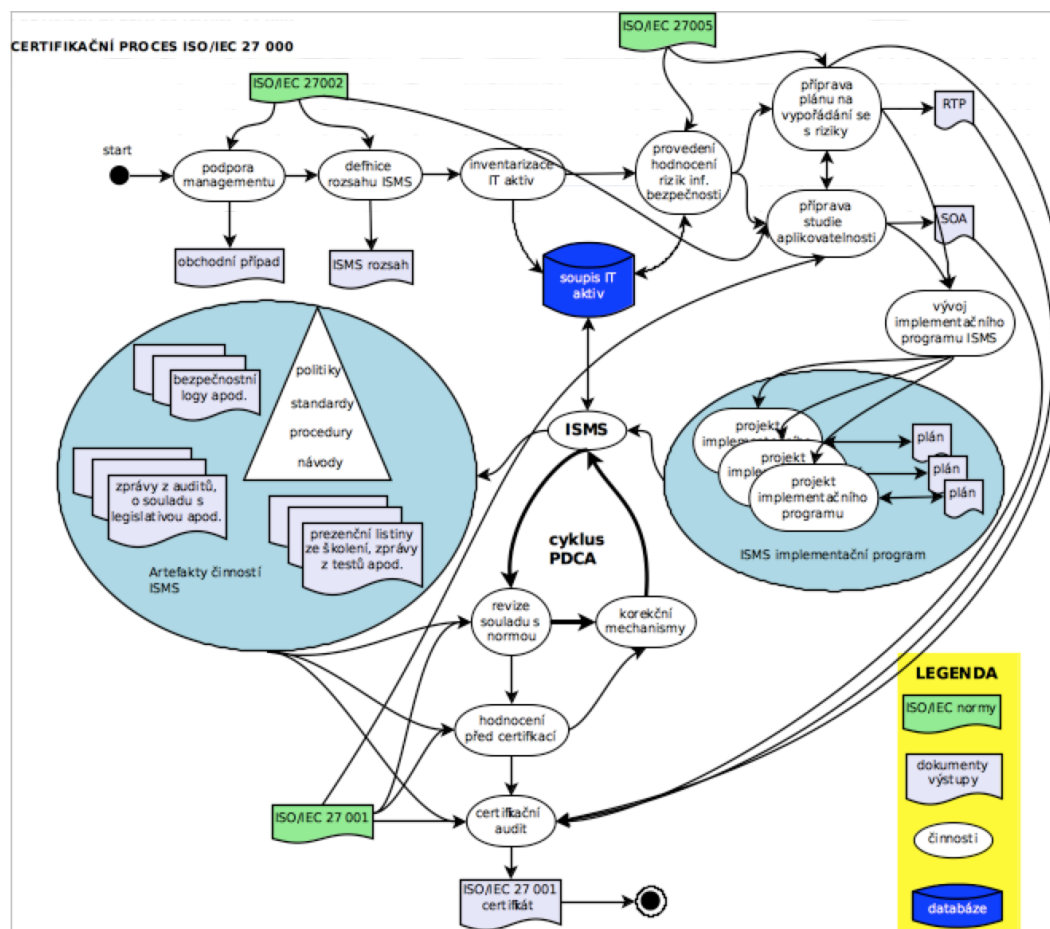 CERTIFIKAČNÍ PROCES ISO/IEC 27 000
ISO/IEC 27005
ISO/IEC 27002
start
podpora
managementu
definice
rozsahu ISMS
inventarizace
IT aktiv
provedení
hodnocení
rizik inf.
bezpečnosti
příprava
plánu na
vypořádání se
s riziky
RTP
příprava
studie
aplikovatelnosti
SOA
obchodní případ
ISMS rozsah
soupis IT
aktiv
vývoj
implementačního
programu ISMS
politiky
standardy
procedury
návody
bezpečnostní
logy apod.
zprávy z auditů,
o souladu s
legislativou apod.
prezenční listiny
ze školení, zprávy
z testů apod.
Artefakty činností
ISMS
ISMS
projekt
implementačního
projekt
projekt
implementačního
programu
plán
plán
plán
ISMS implementační program
cyklus
PDCA
revize
souladu s
normou
korekční
mechanismy
hodnocení
před certifkací
ISO/IEC 27 001
certifikační
audit
ISO/IEC 27 001
certifikát
LEGENDA
ISO/IEC normy
dokumenty
výstupy
činnosti
databáze